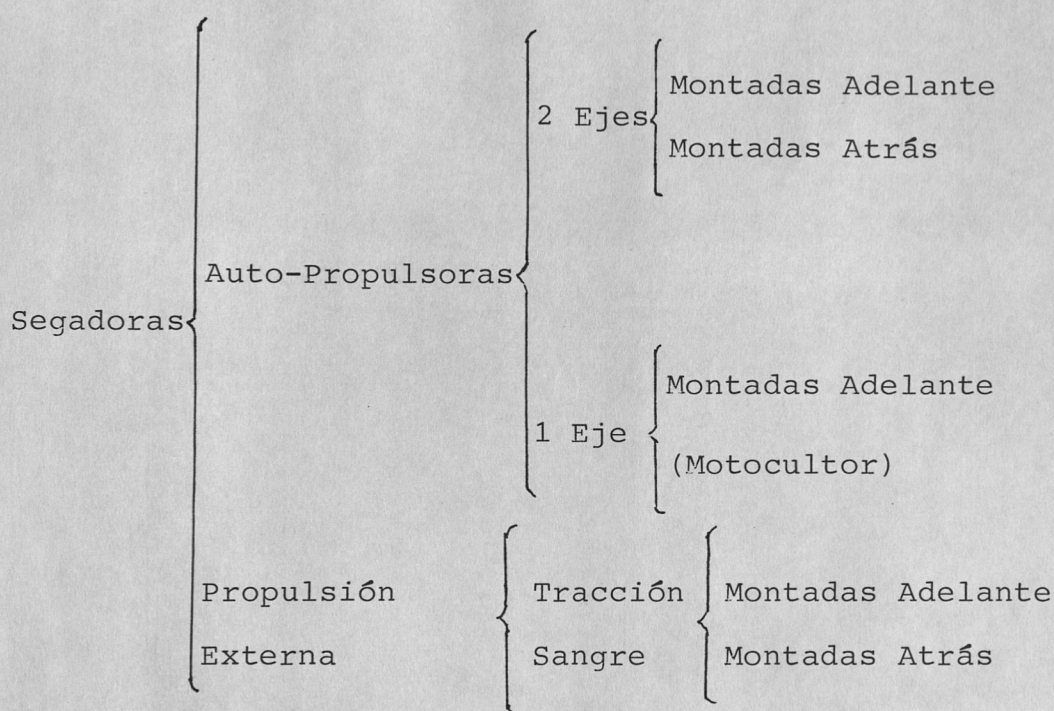 2 Ejes
Montadas Adelante
Montadas Atrás
Auto-Propulsoras
Segadoras
Montadas Adelante
1 Eje
(Motocultor)
Propulsión Tracción Montadas Adelante
Externa Sangre Montadas Atrás